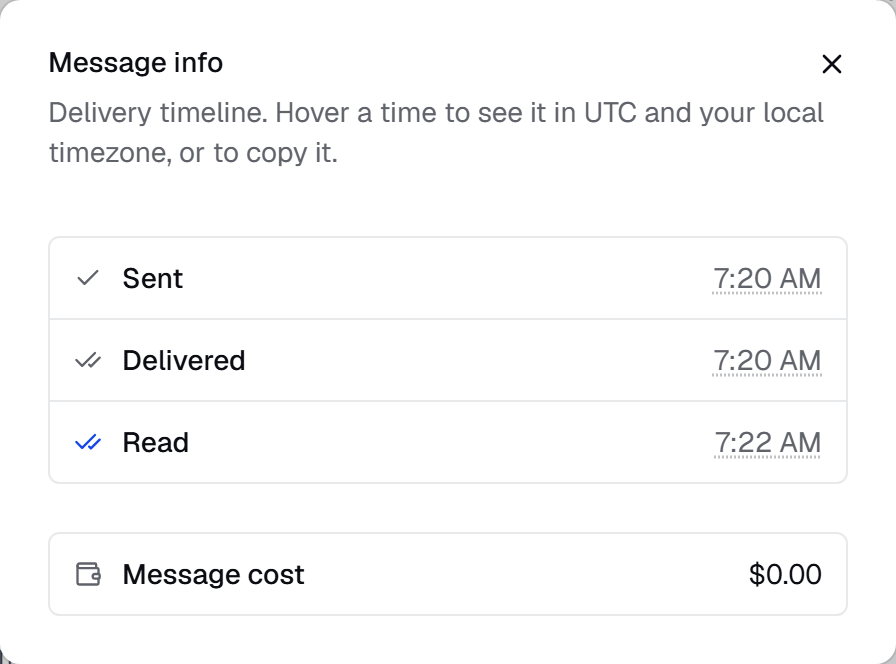 Message info
Delivery timeline. Hover a time to see it in UTC and your local
timezone, or to copy it.
Sent 7:20 AM
Delivered 7:20 AM
Read 7:22 AM
Message cost $0.00